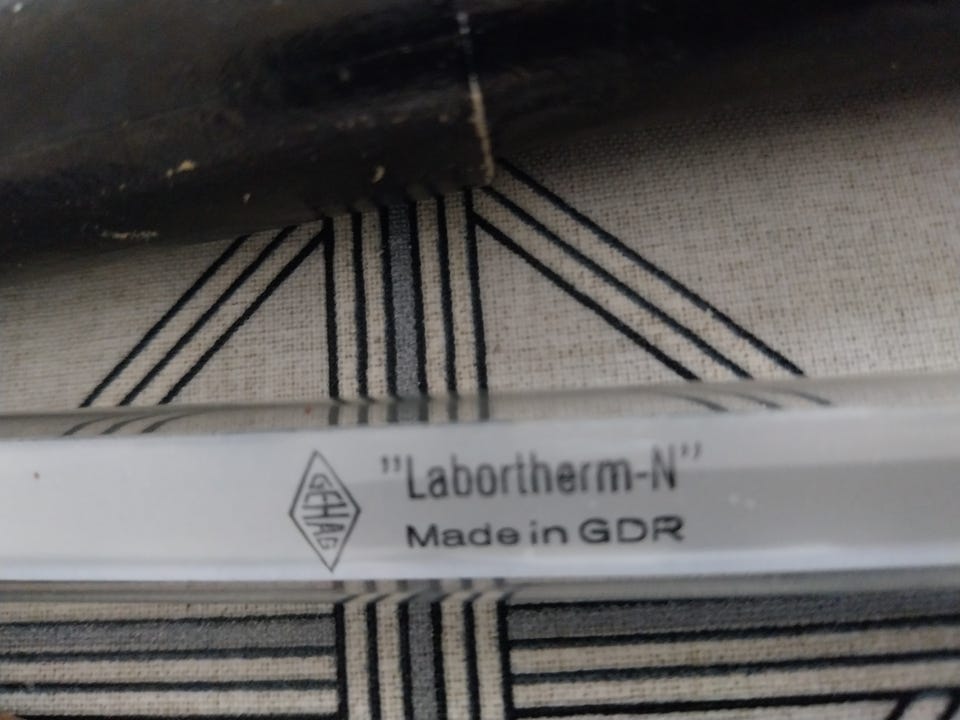 GEHAG
"Labortherm-N"
Made in GDR